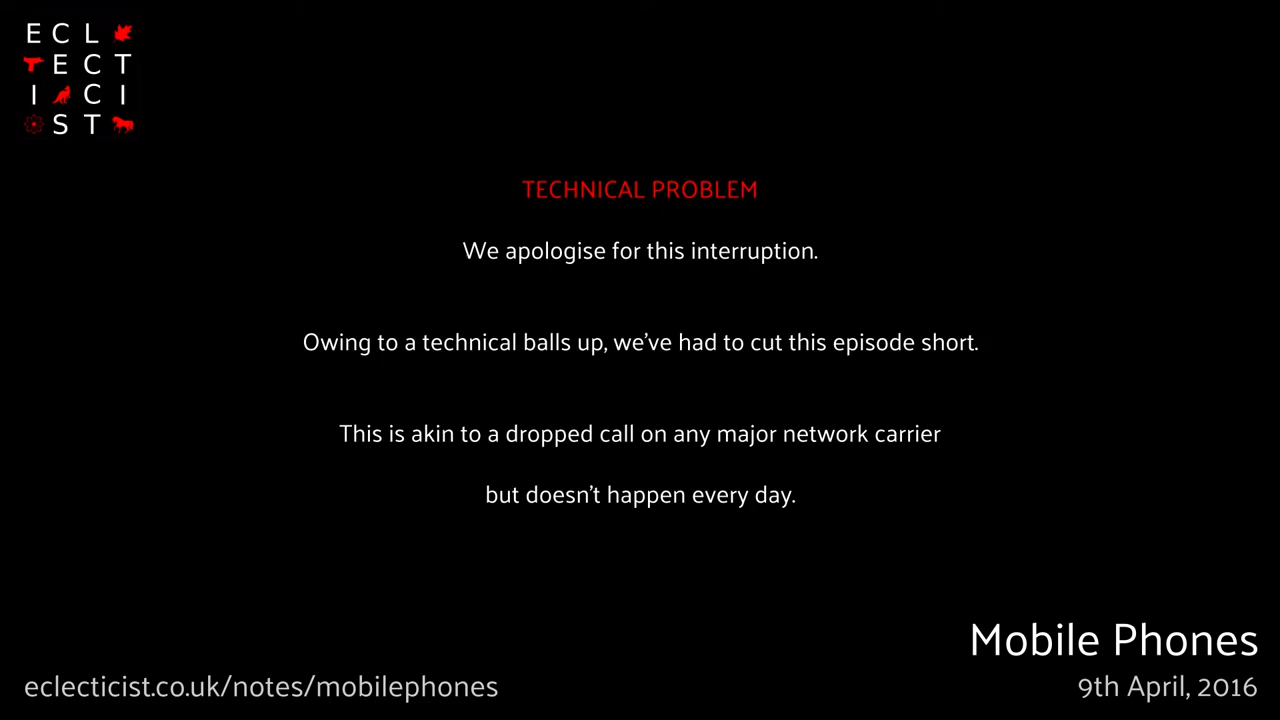 E C L
E C T
I C I
S T
TECHNICAL PROBLEM
We apologise for this interruption.
Owing to a technical balls up, we've had to cut this episode short.
This is akin to a dropped call on any major network carrier
but doesn't happen every day.
Mobile Phones
eclecticist.co.uk/notes/mobilephones
9th April, 2016